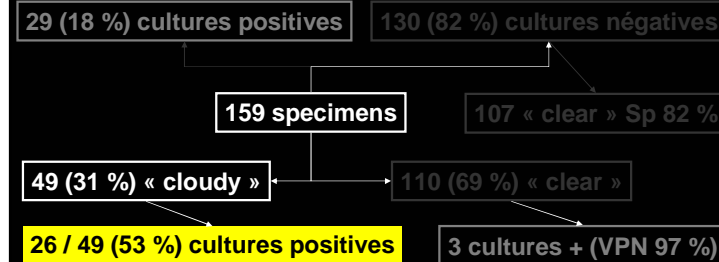 29 (18 %) cultures positives
130 (82 %) cultures négatives
159 specimens
107 « clear » Sp 82 %
49 (31 %) « cloudy »
110 (69 %) « clear »
26 / 49 (53 %) cultures positives
3 cultures + (VPN 97 %)